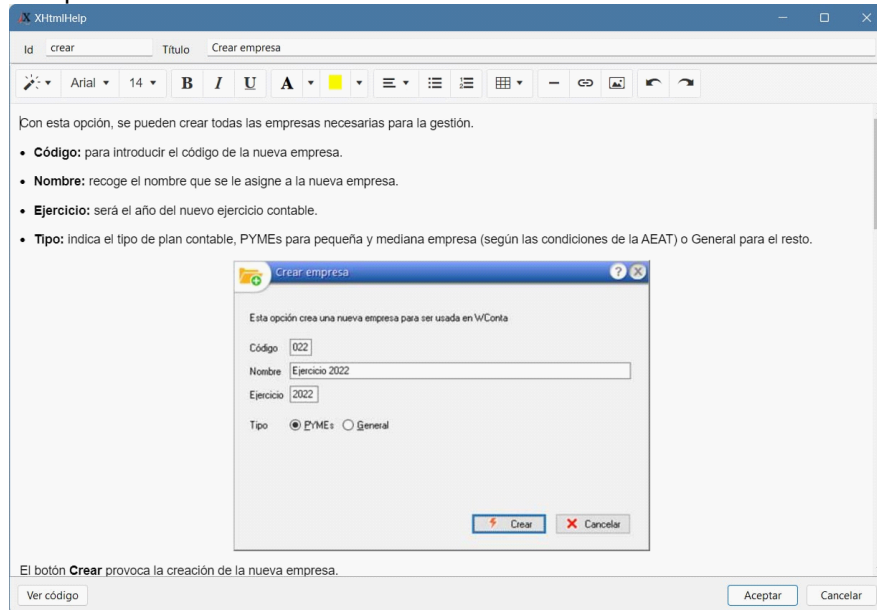 XHtmlHelp
Id crear Título Crear empresa
Arial 14 B I U A
Con esta opción, se pueden crear todas las empresas necesarias para la gestión.
• Código: para introducir el código de la nueva empresa.
• Nombre: recoge el nombre que se le asigne a la nueva empresa.
• Ejercicio: será el año del nuevo ejercicio contable.
• Tipo: indica el tipo de plan contable, PYMEs para pequeña y mediana empresa (según las condiciones de la AEAT) o General para el resto.
Crear empresa
Esta opción crea una nueva empresa para ser usada en WConta
Código 022
Nombre Ejercicio 2022
Ejercicio 2022
Tipo PYMEs General
Crear Cancelar
El botón Crear provoca la creación de la nueva empresa.
Ver código Aceptar Cancelar